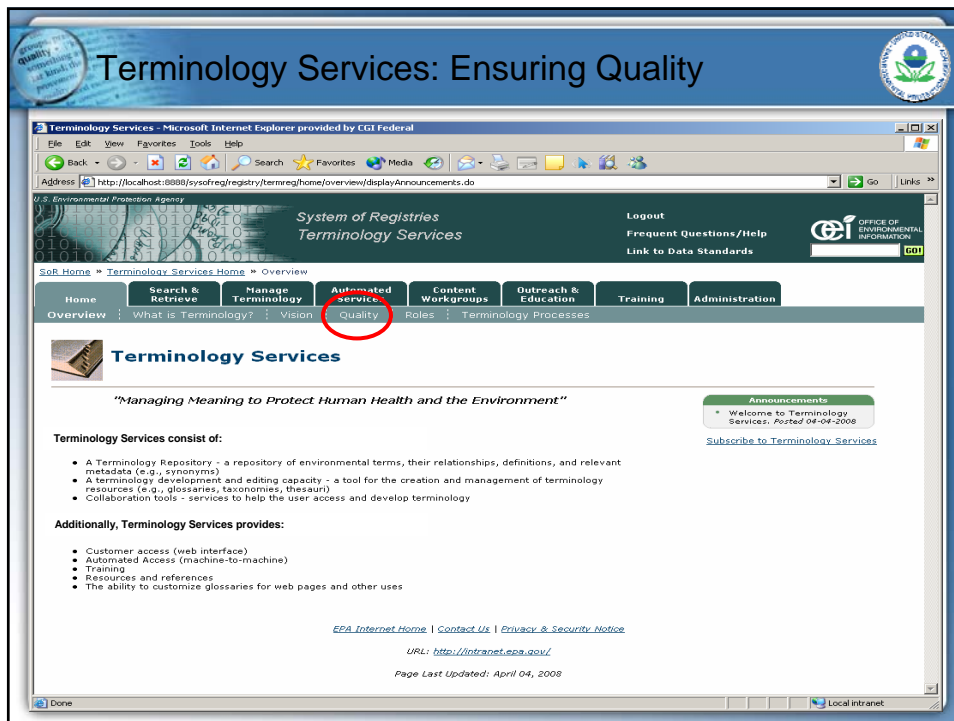 Terminology Services: Ensuring Quality
Terminology Services - Microsoft Internet Explorer provided by CGI Federal
File Edit View Favorites Tools Help
Back Search Favorites Media
Address http://localhost:8888/sysofreg/registry/termreg/home/overview/displayAnnouncements.do Go Links »
U.S. Environmental Protection Agency
System of Registries
Terminology Services
Logout
Frequent Questions/Help
Link to Data Standards
OEI OFFICE OF ENVIRONMENTAL INFORMATION
GO!
SoR Home » Terminology Services Home » Overview
Home Search & Retrieve Manage Terminology Automated Services Content Workgroups Outreach & Education Training Administration
Overview What is Terminology? Vision Quality Roles Terminology Processes
Terminology Services
"Managing Meaning to Protect Human Health and the Environment"
Announcements
• Welcome to Terminology
Services. Posted 04-04-2008
Subscribe to Terminology Services
Terminology Services consist of:
• A Terminology Repository - a repository of environmental terms, their relationships, definitions, and relevant
metadata (e.g., synonyms)
• A terminology development and editing capacity - a tool for the creation and management of terminology
resources (e.g., glossaries, taxonomies, thesauri)
• Collaboration tools - services to help the user access and develop terminology
Additionally, Terminology Services provides:
• Customer access (web interface)
• Automated Access (machine-to-machine)
• Training
• Resources and references
• The ability to customize glossaries for web pages and other uses
EPA Internet Home | Contact Us | Privacy & Security Notice
URL: http://intranet.epa.gov/
Page Last Updated: April 04, 2008
Done
Local intranet